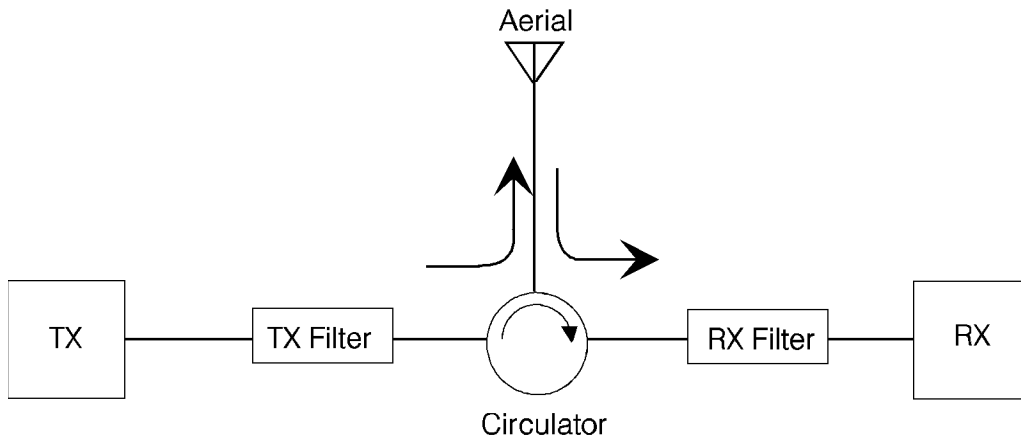 Aerial
TX
TX Filter
RX Filter
RX
Circulator